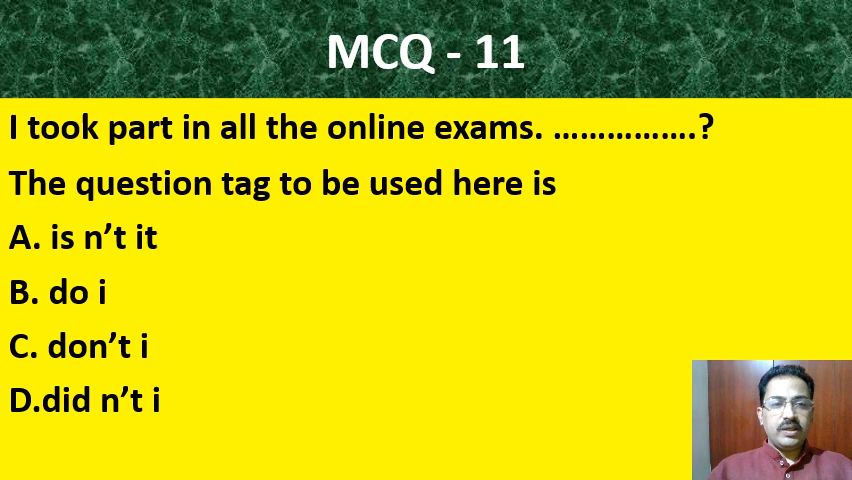 MCQ - 11
I took part in all the online exams. …………….?
The question tag to be used here is
A. is n’t it
B. do i
C. don’t i
D.did n’t i